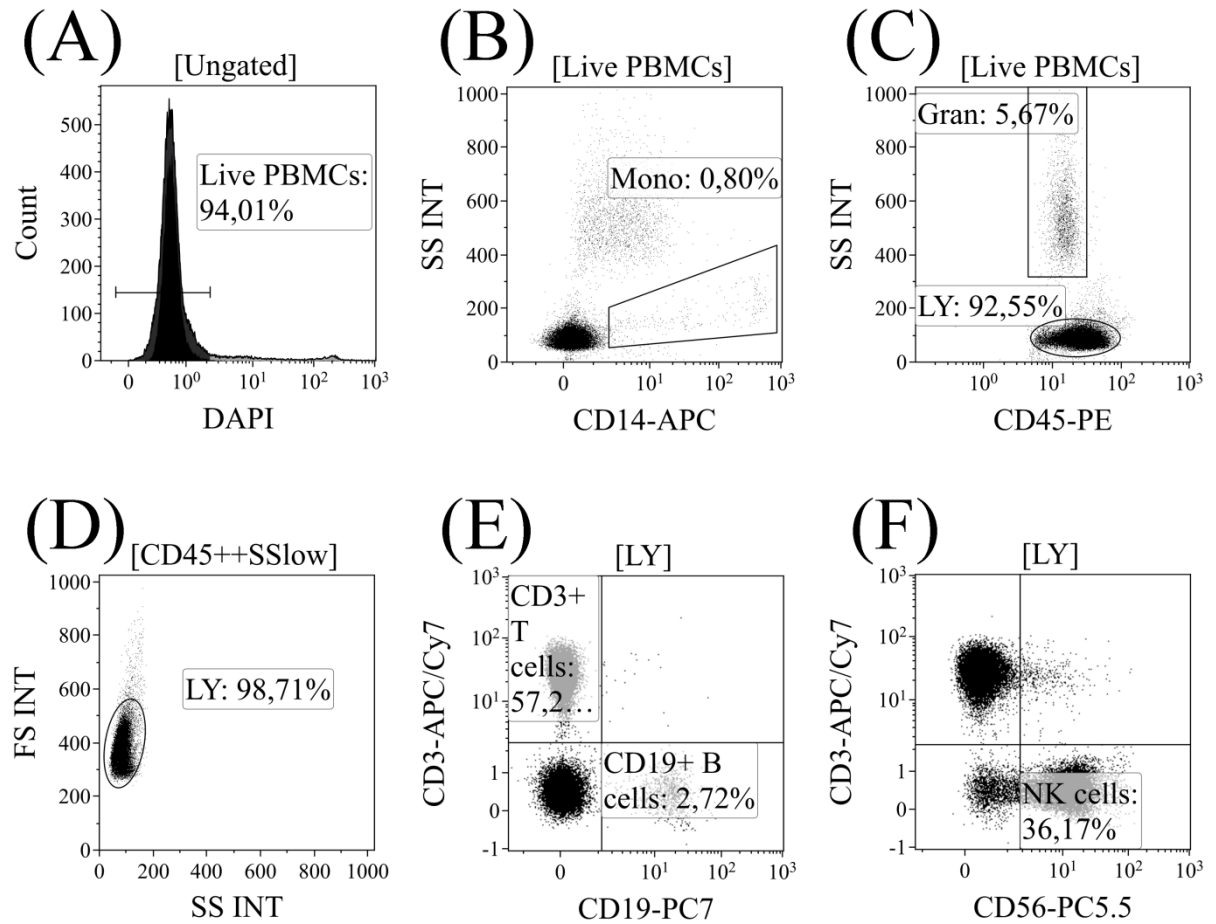 (A)
[Ungated]
500
400
300
200
100
0
Count
Live PBMCs:
94,01%
0
10^0
10^1
10^2
10^3
DAPI
(B)
[Live PBMCs]
1000
800
600
400
200
0
SS INT
Mono: 0,80%
0
10^1
10^2
10^3
CD14-APC
(C)
[Live PBMCs]
1000
800
600
400
200
0
SS INT
Gran: 5,67%
LY: 92,55%
10^0
10^1
10^2
10^3
CD45-PE
(D)
[CD45++SSlow]
1000
800
600
400
200
FS INT
LY: 98,71%
0
200
400
600
800
1000
SS INT
(E)
[LY]
10^3
10^2
10^1
1
0
-1
CD3-APC/Cy7
CD3+
T
cells:
57,2...
CD19+ B
cells: 2,72%
0
10^1
10^2
10^3
CD19-PC7
(F)
[LY]
10^3
10^2
10^1
1
0
-1
CD3-APC/Cy7
NK cells:
36,17%
0
10^1
10^2
10^3
CD56-PC5.5